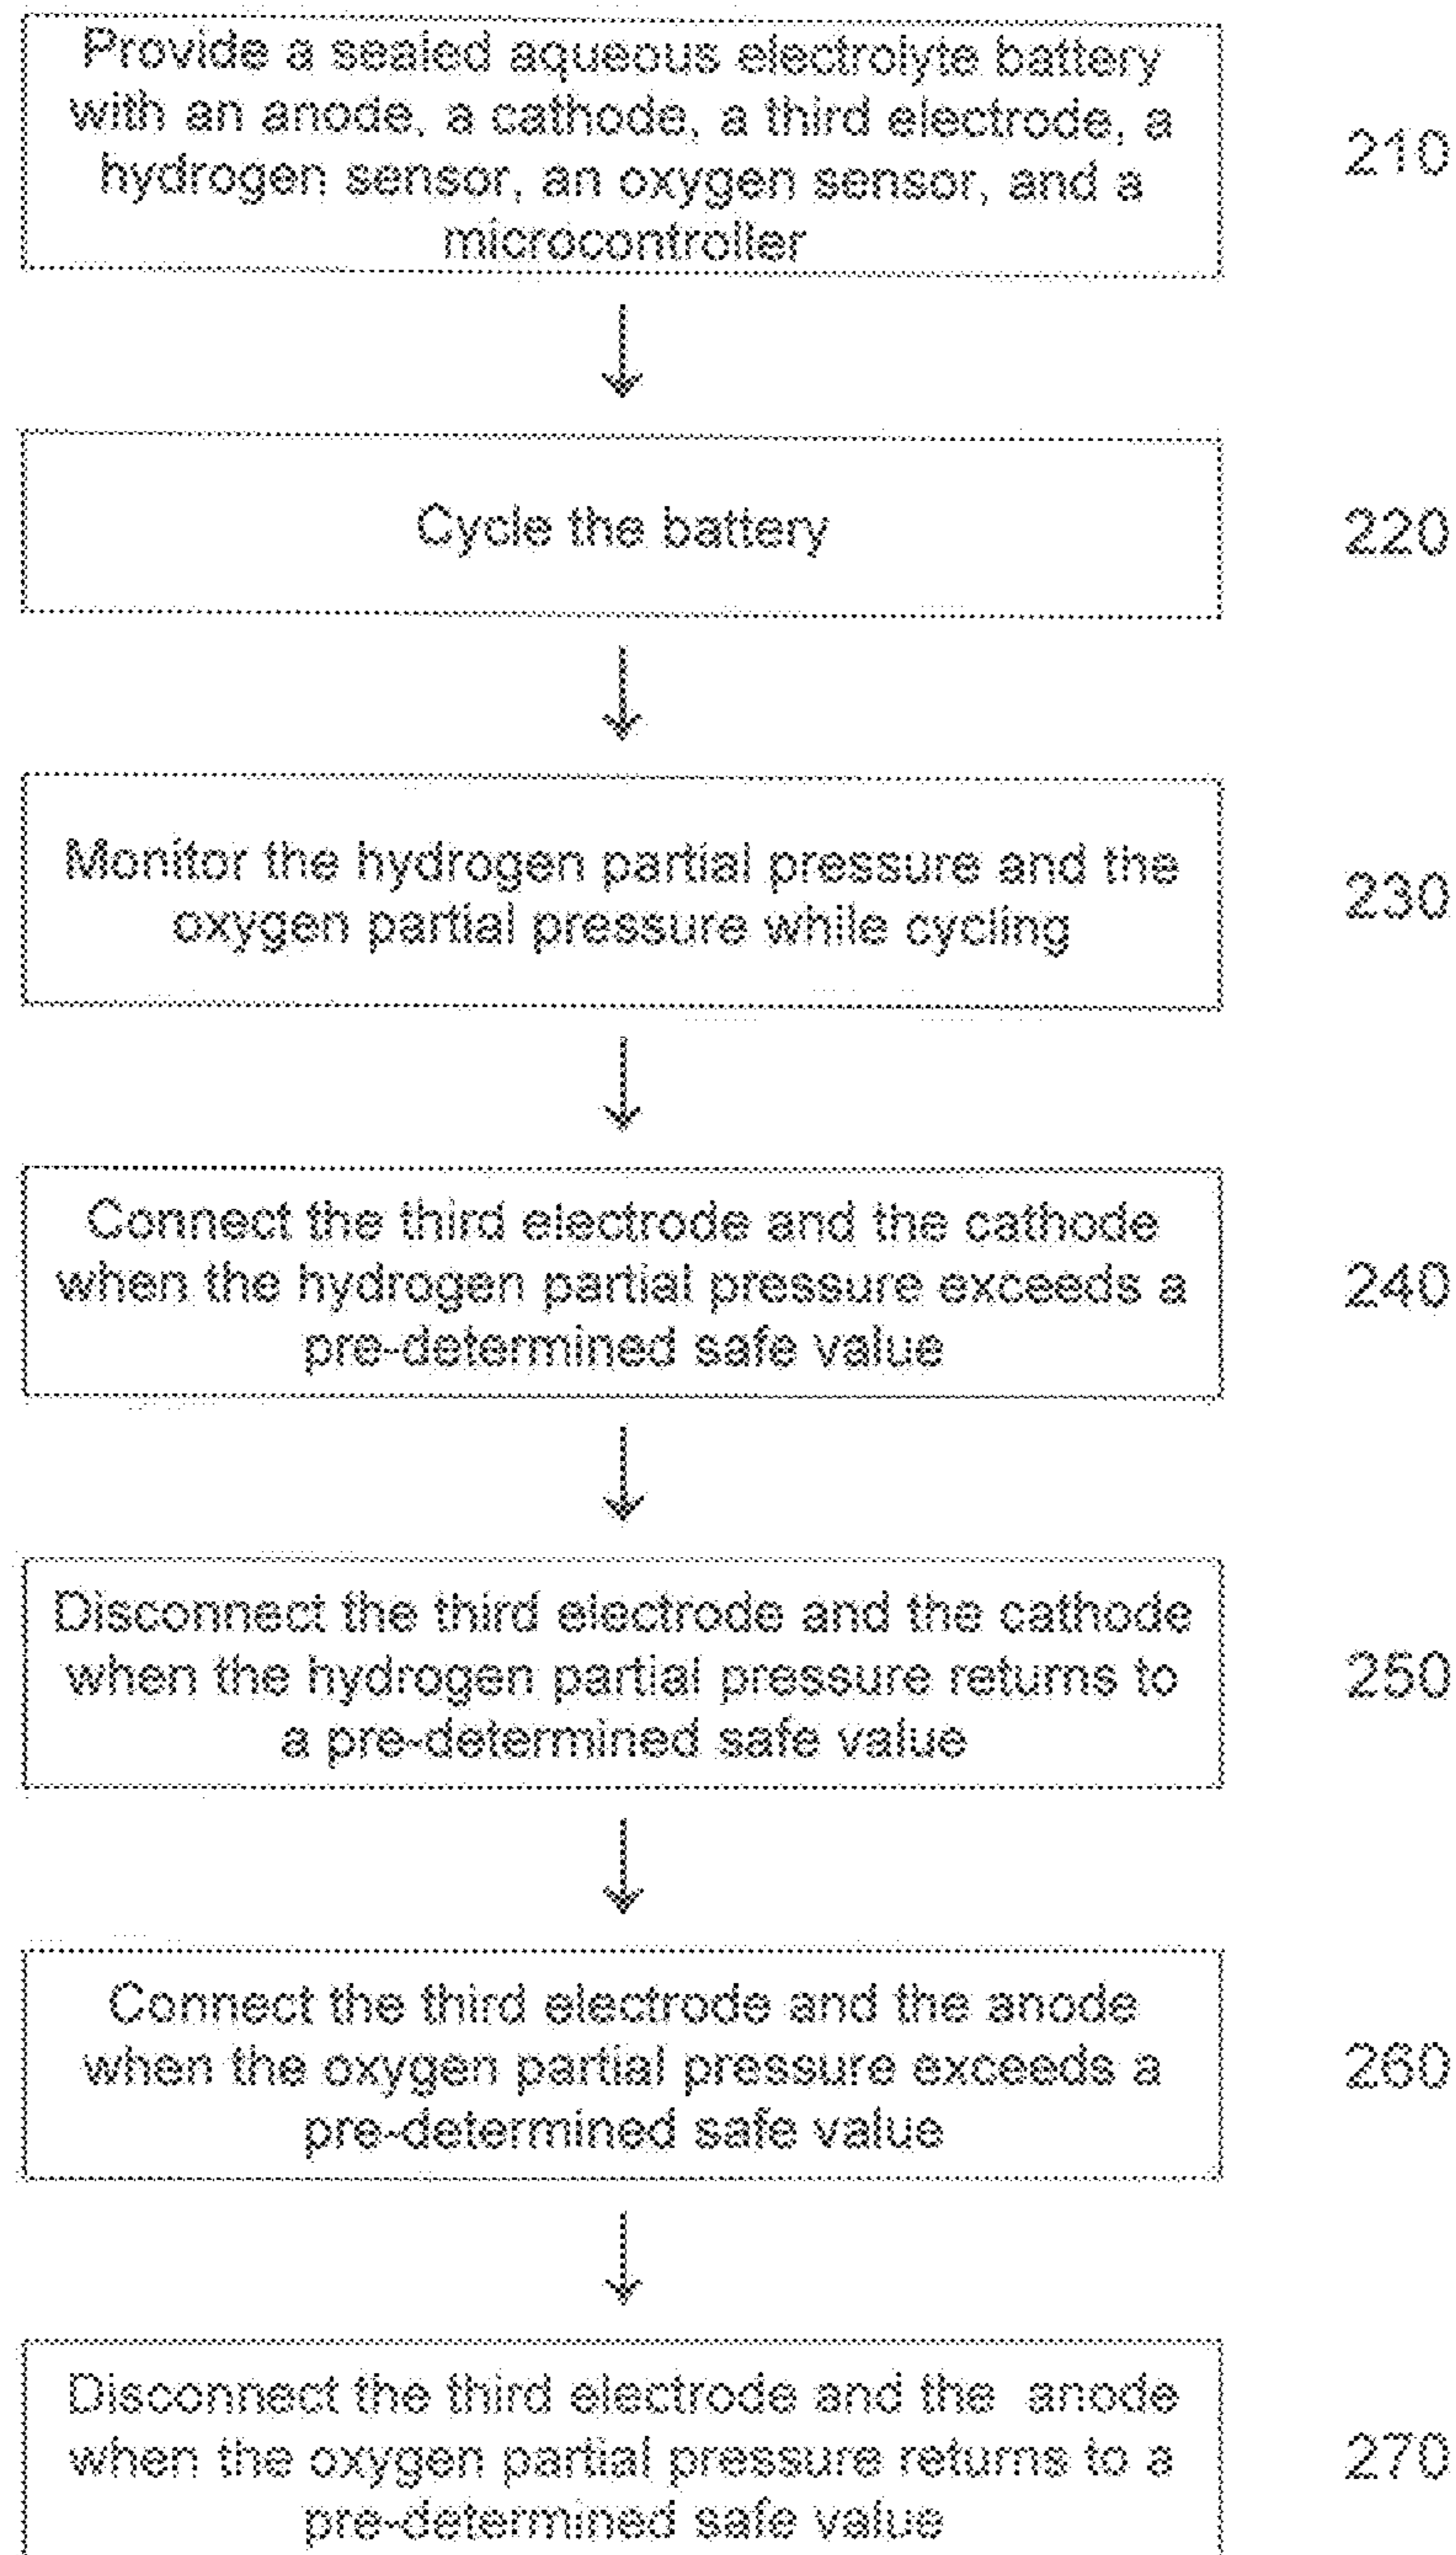 Provide a sealed aqueous electrolyte battery
with an anode, a cathode, a third electrode, a
hydrogen sensor, an oxygen sensor, and a
microcontroller
210
Cycle the battery
220
Monitor the hydrogen partial pressure and the
oxygen partial pressure while cycling
230
Connect the third electrode and the cathode
when the hydrogen partial pressure exceeds a
pre-determined safe value
240
Disconnect the third electrode and the cathode
when the hydrogen partial pressure returns to
a pre-determined safe value
250
Connect the third electrode and the anode
when the oxygen partial pressure exceeds a
pre-determined safe value
260
Disconnect the third electrode and the anode
when the oxygen partial pressure returns to a
pre-determined safe value
270